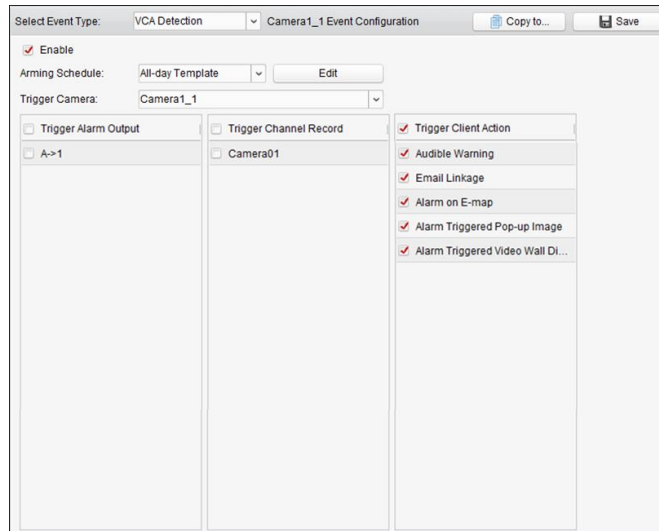 Select Event Type: VCA Detection Camera1_1 Event Configuration Copy to... Save
Enable
Arming Schedule: All-day Template Edit
Trigger Camera: Camera1_1
Trigger Alarm Output Trigger Channel Record Trigger Client Action
A->1 Camera01 Audible Warning
Email Linkage
Alarm on E-map
Alarm Triggered Pop-up Image
Alarm Triggered Video Wall Di...